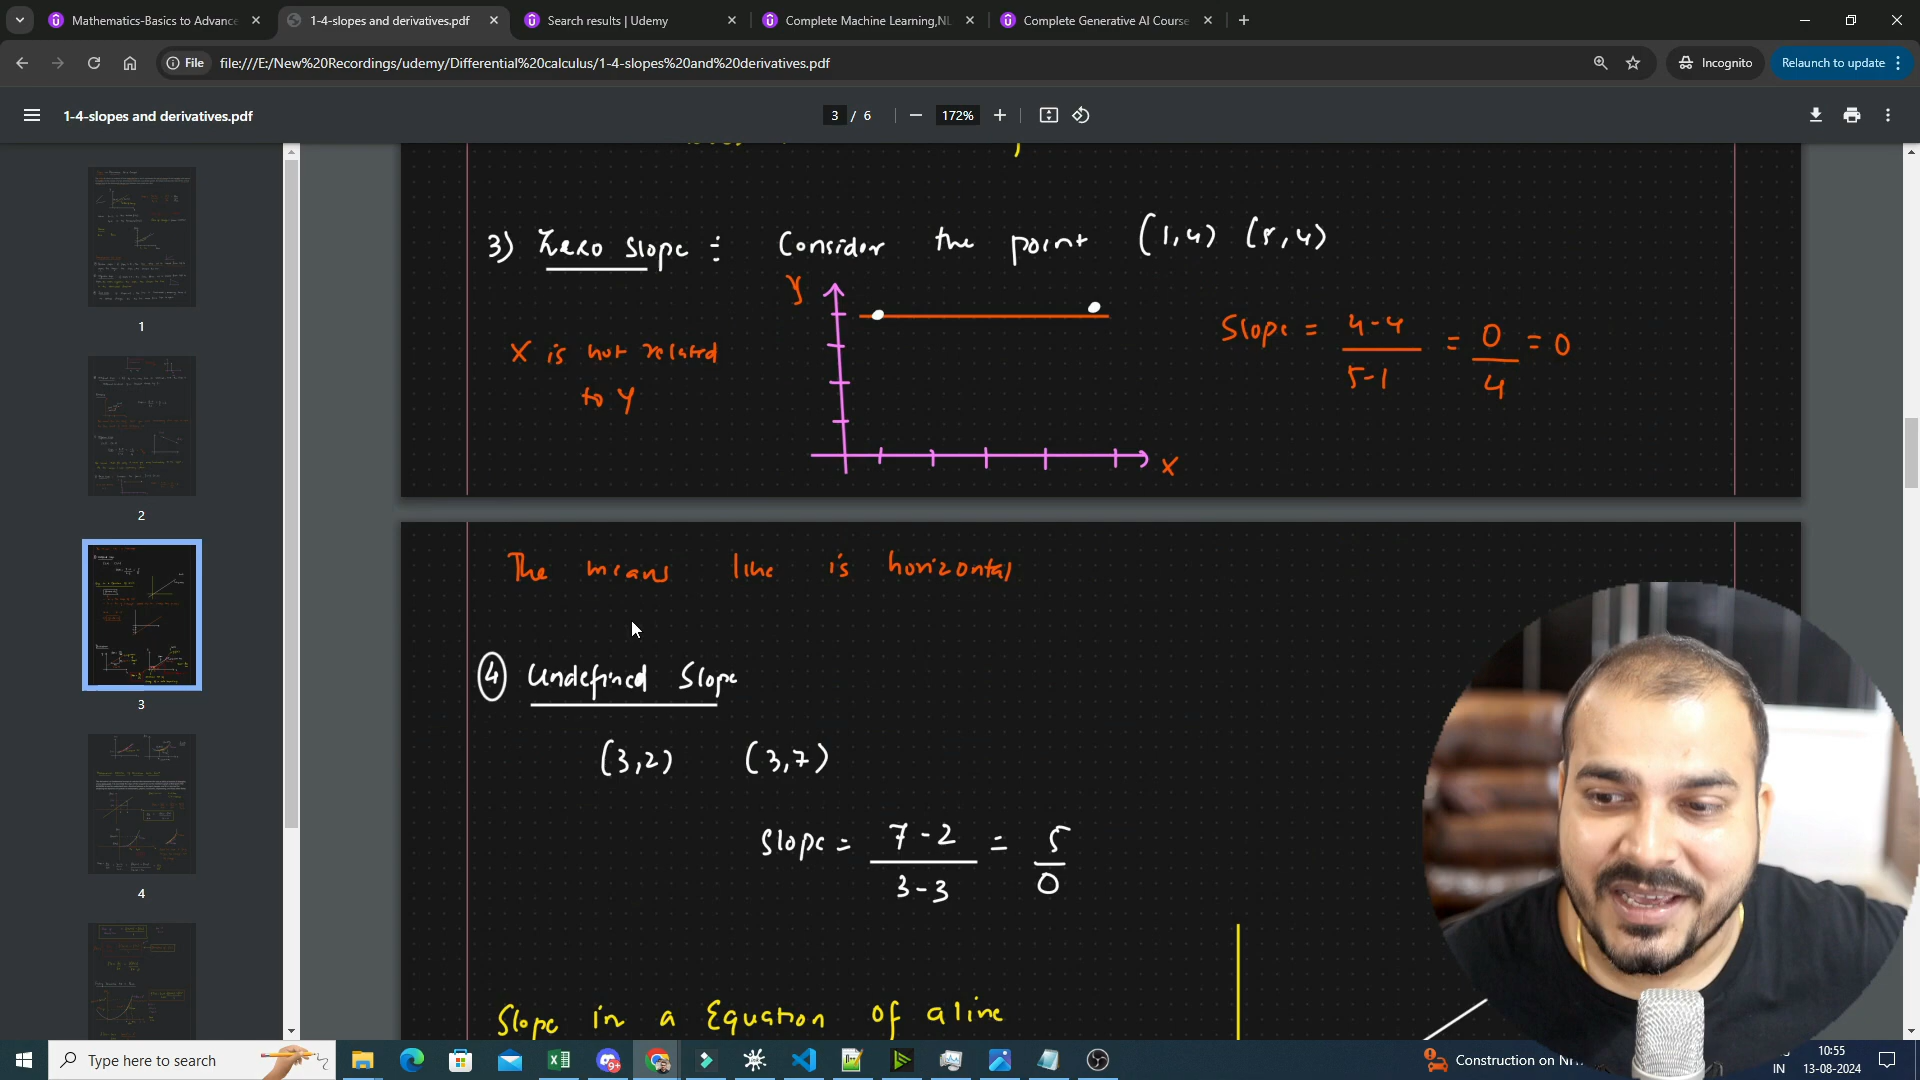 Mathematics-Basics to Advance
1-4-slopes and derivatives.pdf
Search results | Udemy
Complete Machine Learning,NL
Complete Generative AI Course
File
file:///E:/New%20Recordings/udemy/Differential%20calculus/1-4-slopes%20and%20derivatives.pdf
Incognito
Relaunch to update
1-4-slopes and derivatives.pdf
3 / 6
172%
1
2
3
4
3) Zero Slope :
Consider the point (1,4) (5,4)
Y
X is not related
to Y
X
Slope = 4-4 / 5-1 = 0 / 4 = 0
The means line is horizontal
4 Undefined Slope
(3,2) (3,7)
Slope = 7-2 / 3-3 = 5 / 0
Slope in a Equation of a line
Type here to search
9+
Construction on
10:55
IN
13-08-2024